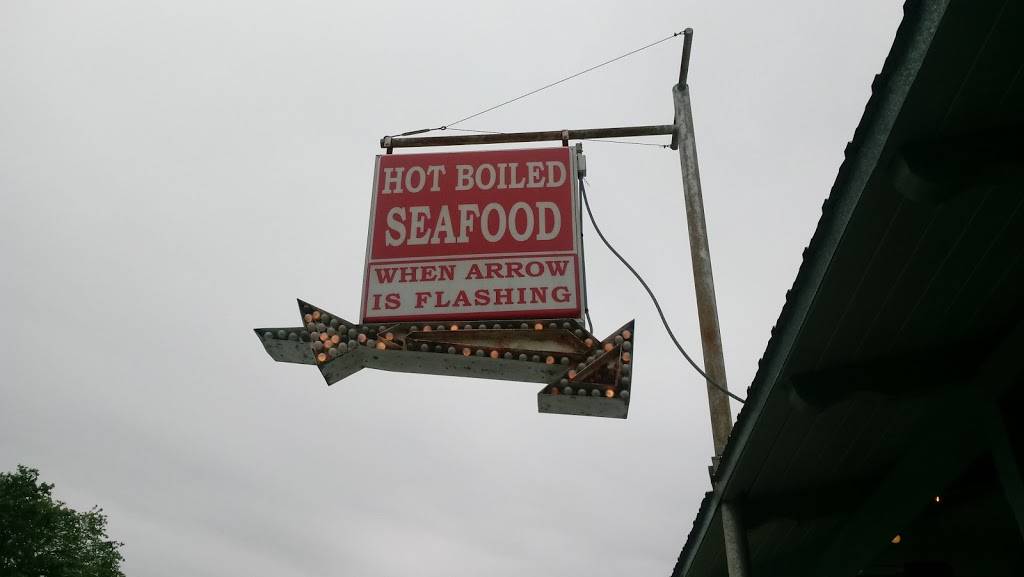 HOT BOILED
SEAFOOD
WHEN ARROW
IS FLASHING